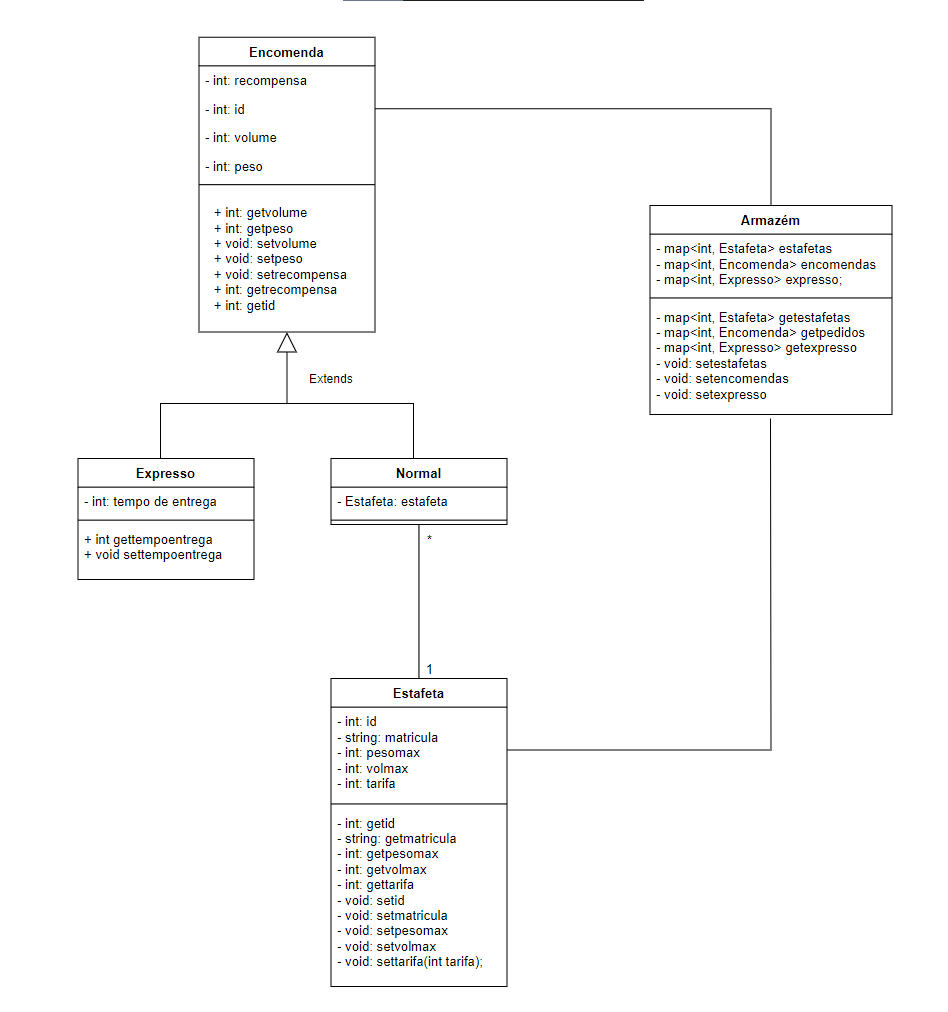 Encomenda
- int: recompensa
- int: id
- int: volume
- int: peso
+ int: getvolume
+ int: getpeso
+ void: setvolume
+ void: setpeso
+ void: setrecompensa
+ int: getrecompensa
+ int: getid
Armazém
- map<int, Estafeta> estafetas
- map<int, Encomenda> encomendas
- map<int, Expresso> expresso;
- map<int, Estafeta> getestafetas
- map<int, Encomenda> getpedidos
- map<int, Expresso> getexpresso
- void: setestafetas
- void: setencomendas
- void: setexpresso
Extends
Expresso
- int: tempo de entrega
+ int gettempoentrega
+ void settempoentrega
Normal
- Estafeta: estafeta
*
1
Estafeta
- int: id
- string: matricula
- int: pesomax
- int: volmax
- int: tarifa
- int: getid
- string: getmatricula
- int: getpesomax
- int: getvolmax
- int: gettarifa
- void: setid
- void: setmatricula
- void: setpesomax
- void: setvolmax
- void: settarifa(int tarifa);